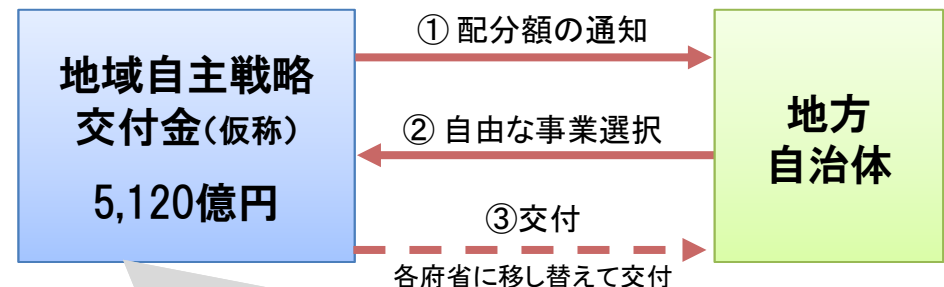 地域自主戦略
交付金(仮称)
5,120億円
① 配分額の通知
② 自由な事業選択
③交付
各府省に移し替えて交付
地方
自治体